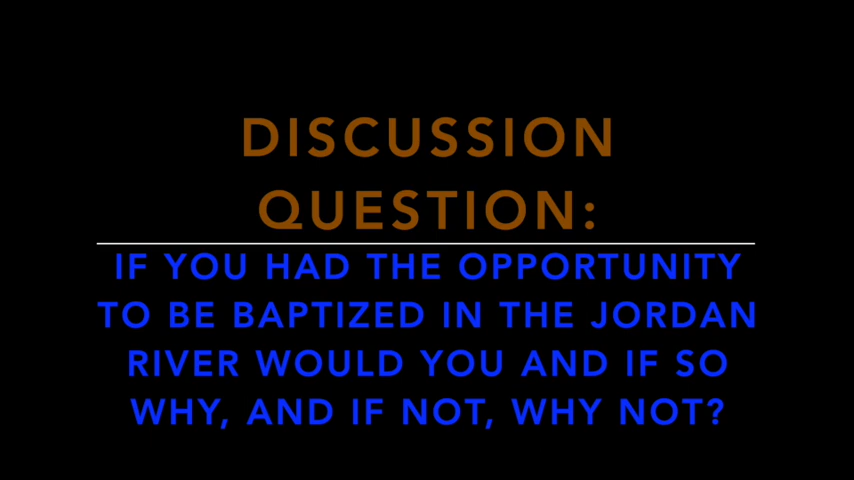 DISCUSSION
QUESTION:
IF YOU HAD THE OPPORTUNITY
TO BE BAPTIZED IN THE JORDAN
RIVER WOULD YOU AND IF SO
WHY, AND IF NOT, WHY NOT?